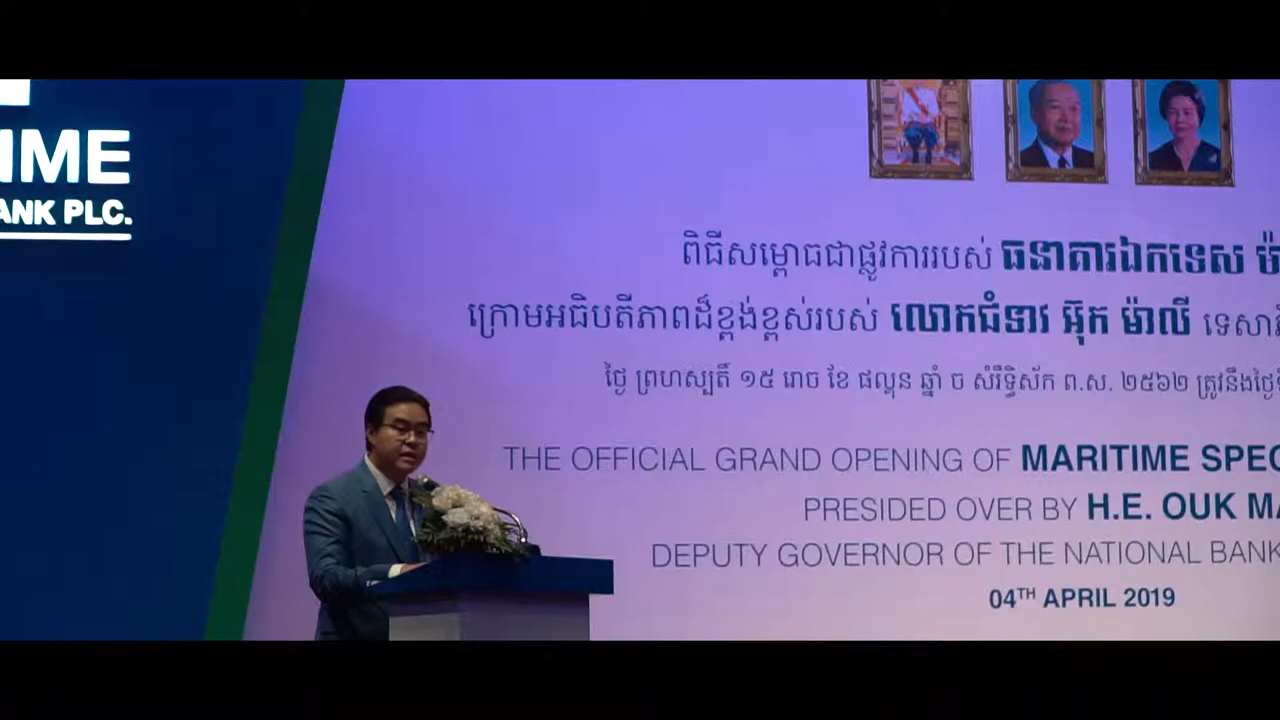 IME
ANK PLC.
ពិធីសម្ពោធជាផ្លូវការរបស់ ធនាគារឯកទេស ម៉ា
ក្រោមអធិបតីភាពដ៏ខ្ពង់ខ្ពស់របស់ លោកជំទាវ អ៊ុក ម៉ាលី ទេសា
ថ្ងៃ ព្រហស្បតិ៍ ១៥ រោច ខែ ផល្គុន ឆ្នាំ ច សំរឹទ្ធិស័ក ព.ស. ២៥៦២ ត្រូវនឹងថ្ងៃ
THE OFFICIAL GRAND OPENING OF MARITIME SPEC
PRESIDED OVER BY H.E. OUK MA
DEPUTY GOVERNOR OF THE NATIONAL BANK
04TH APRIL 2019